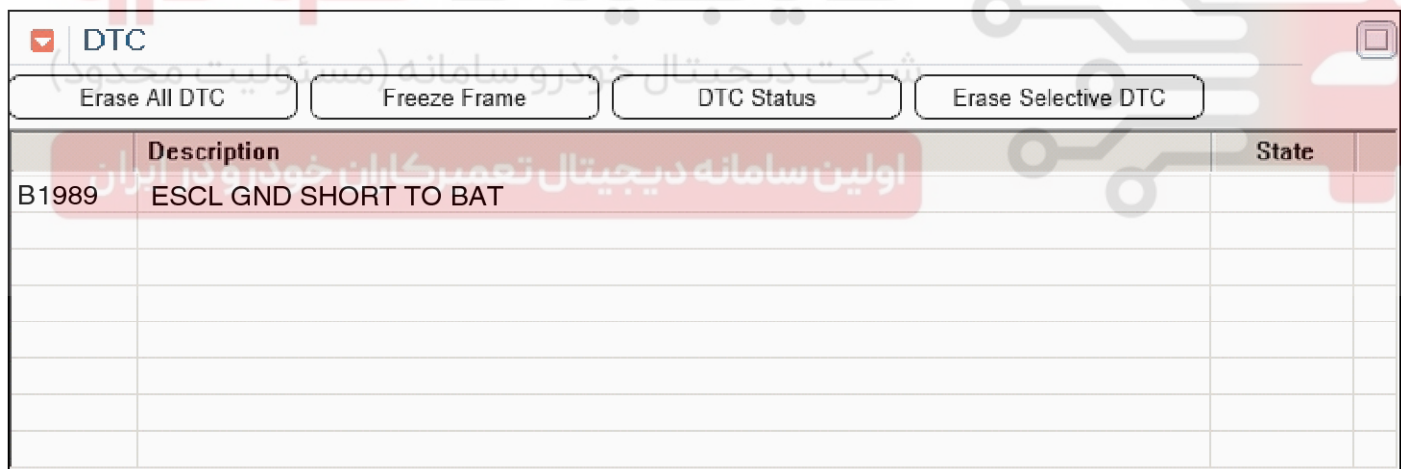 DTC
شرکت دیجیتال خودرو سامانه (مسئولیت محدود)
Erase All DTC Freeze Frame DTC Status Erase Selective DTC
Description State
اولین سامانه دیجیتال تعمیرکاران خودرو در ایران
B1989 ESCL GND SHORT TO BAT